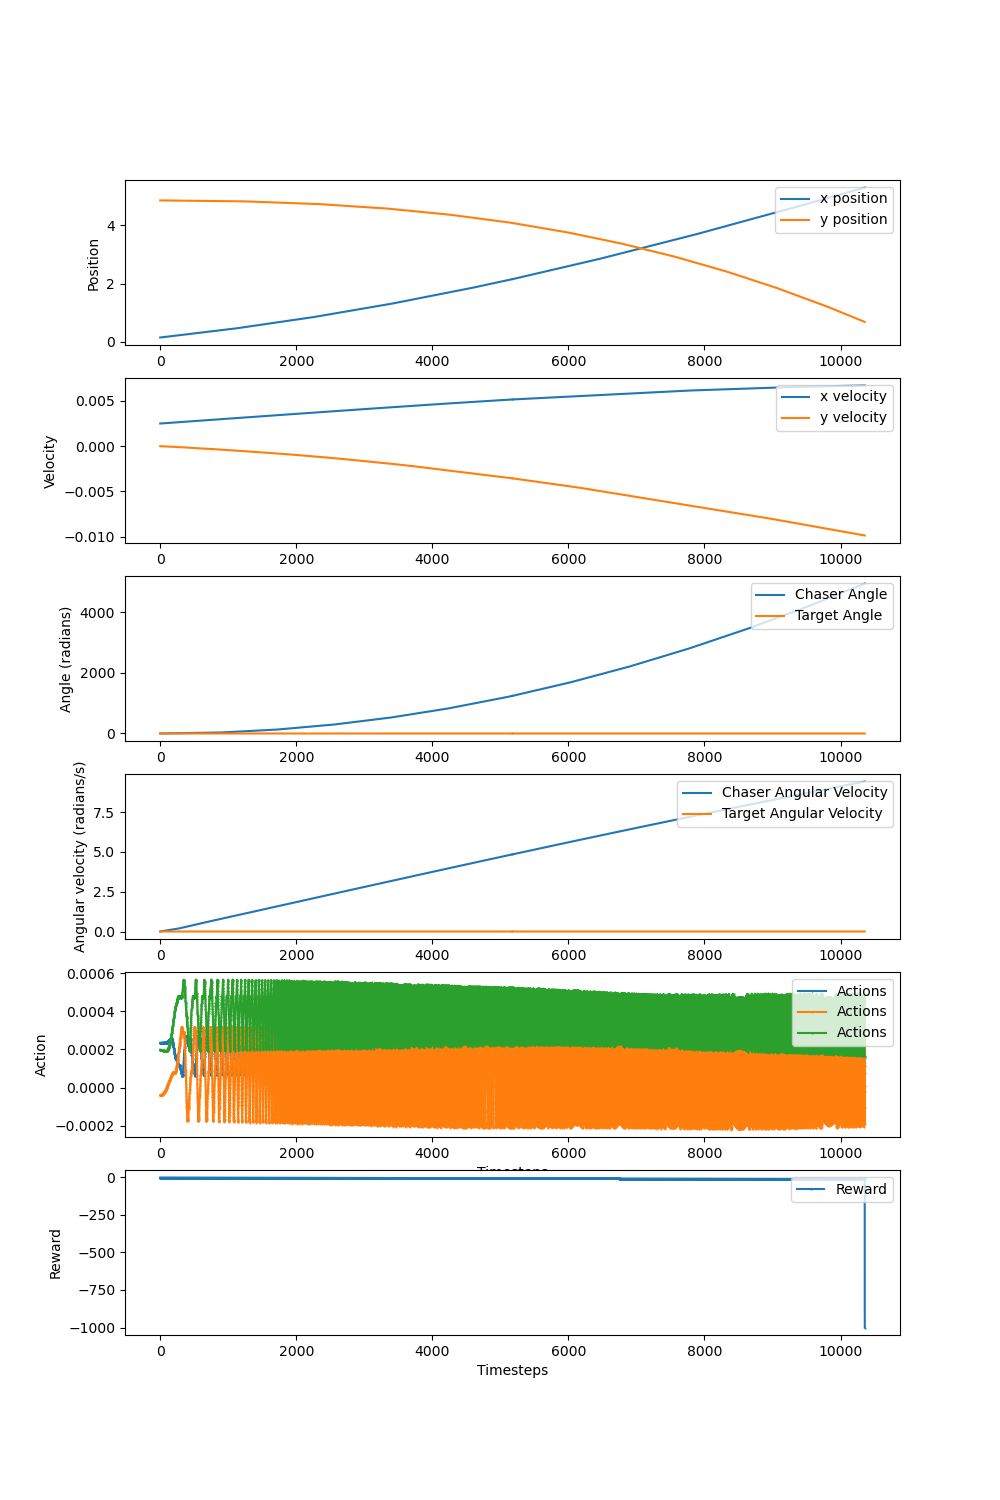 x position
y position
Position
4
2
0
0 2000 4000 6000 8000 10000
x velocity
y velocity
Velocity
0.005
0.000
−0.005
−0.010
0 2000 4000 6000 8000 10000
Chaser Angle
Target Angle
Angle (radians)
4000
2000
0
0 2000 4000 6000 8000 10000
Chaser Angular Velocity
Target Angular Velocity
Angular velocity (radians/s)
7.5
5.0
2.5
0.0
0 2000 4000 6000 8000 10000
Actions
Actions
Actions
Action
0.0006
0.0004
0.0002
0.0000
−0.0002
0 2000 4000 6000 8000 10000
Timesteps
Reward
Reward
0
−250
−500
−750
−1000
0 2000 4000 6000 8000 10000
Timesteps